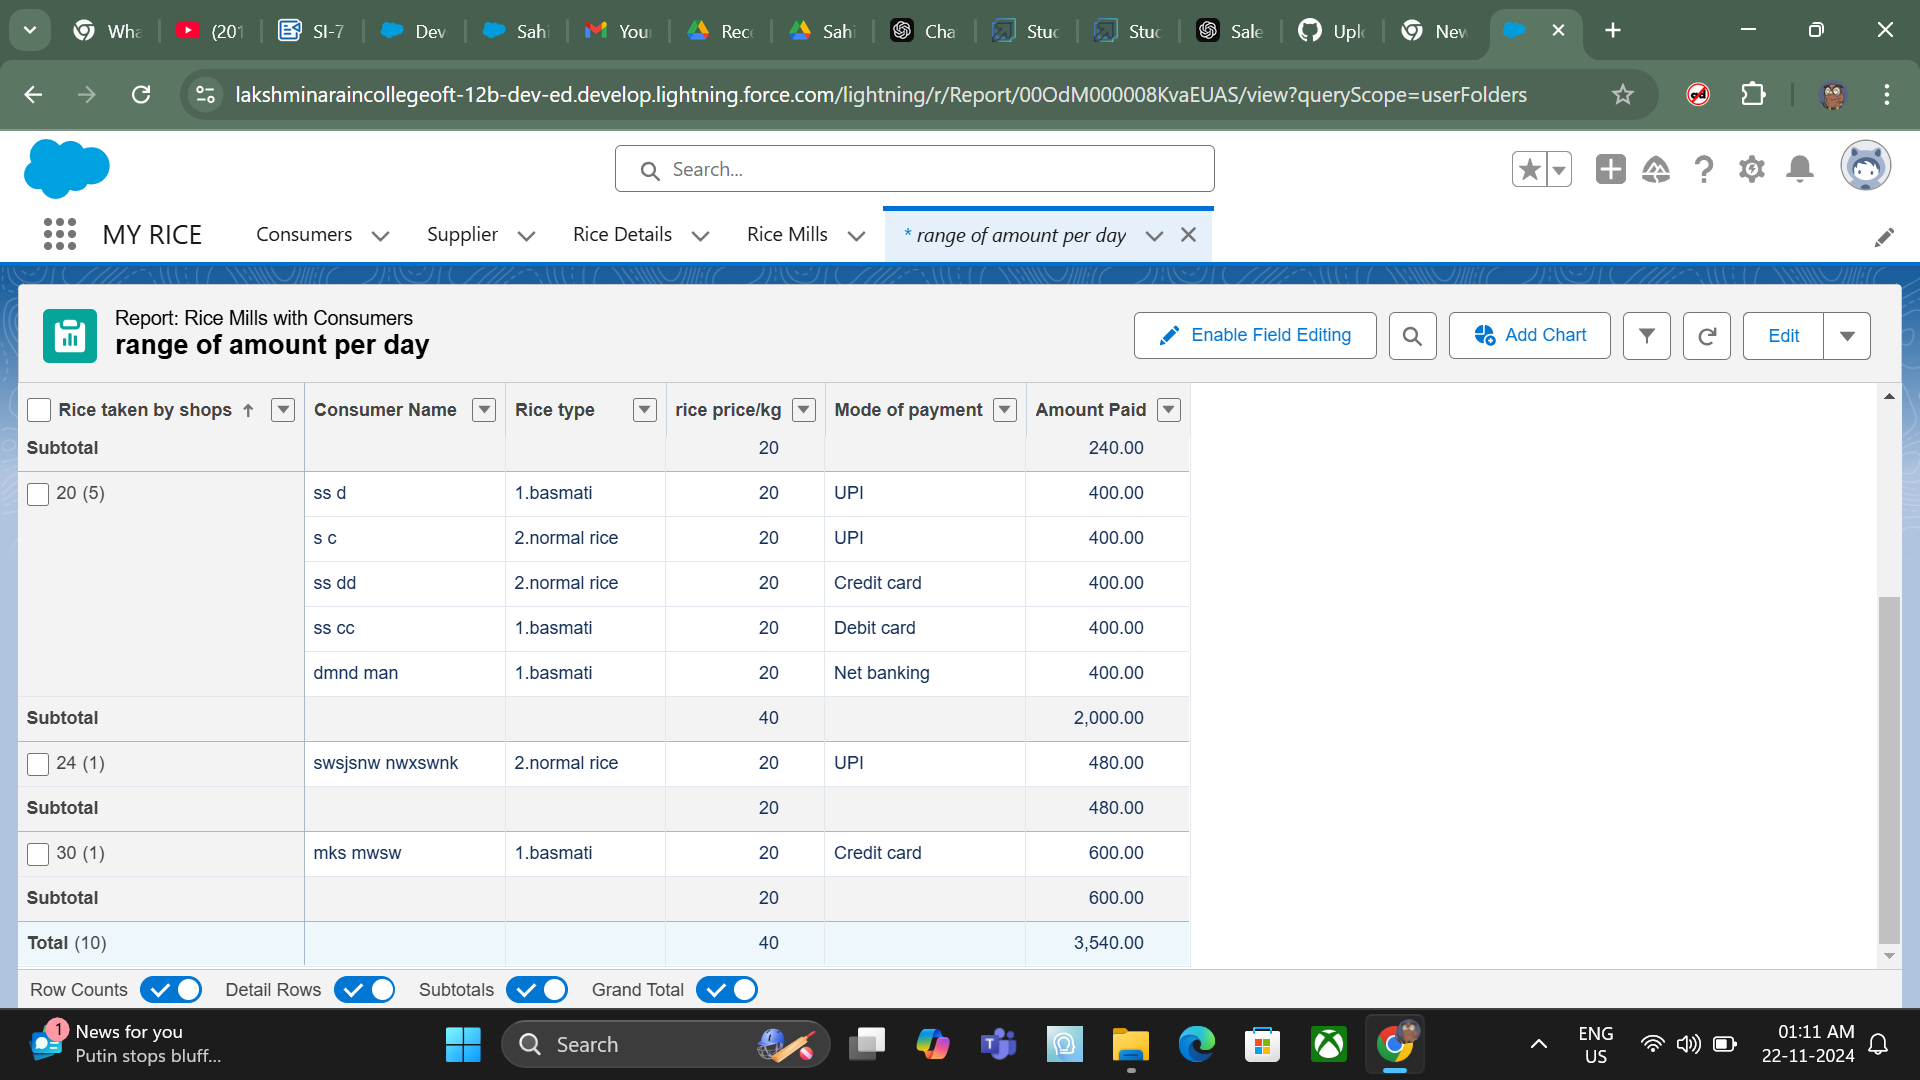 Wha
(201
SI-7
Dev
Sahi
You
Rec
Sahi
Cha
Stuc
Stuc
Sale
Uplo
New
lakshminaraincollegeoft-12b-dev-ed.develop.lightning.force.com/lightning/r/Report/00OdM000008KvaEUAS/view?queryScope=userFolders
Search...
MY RICE
Consumers
Supplier
Rice Details
Rice Mills
* range of amount per day
Report: Rice Mills with Consumers
range of amount per day
Enable Field Editing
Add Chart
Edit
Rice taken by shops ↑ Consumer Name Rice type rice price/kg Mode of payment Amount Paid
Subtotal 20 240.00
20 (5) ss d 1.basmati 20 UPI 400.00
s c 2.normal rice 20 UPI 400.00
ss dd 2.normal rice 20 Credit card 400.00
ss cc 1.basmati 20 Debit card 400.00
dmnd man 1.basmati 20 Net banking 400.00
Subtotal 40 2,000.00
24 (1) swsjsnw nwxswnk 2.normal rice 20 UPI 480.00
Subtotal 20 480.00
30 (1) mks mwsw 1.basmati 20 Credit card 600.00
Subtotal 20 600.00
Total (10) 40 3,540.00
Row Counts Detail Rows Subtotals Grand Total
1
News for you
Putin stops bluff...
Search
ENG
US
01:11 AM
22-11-2024